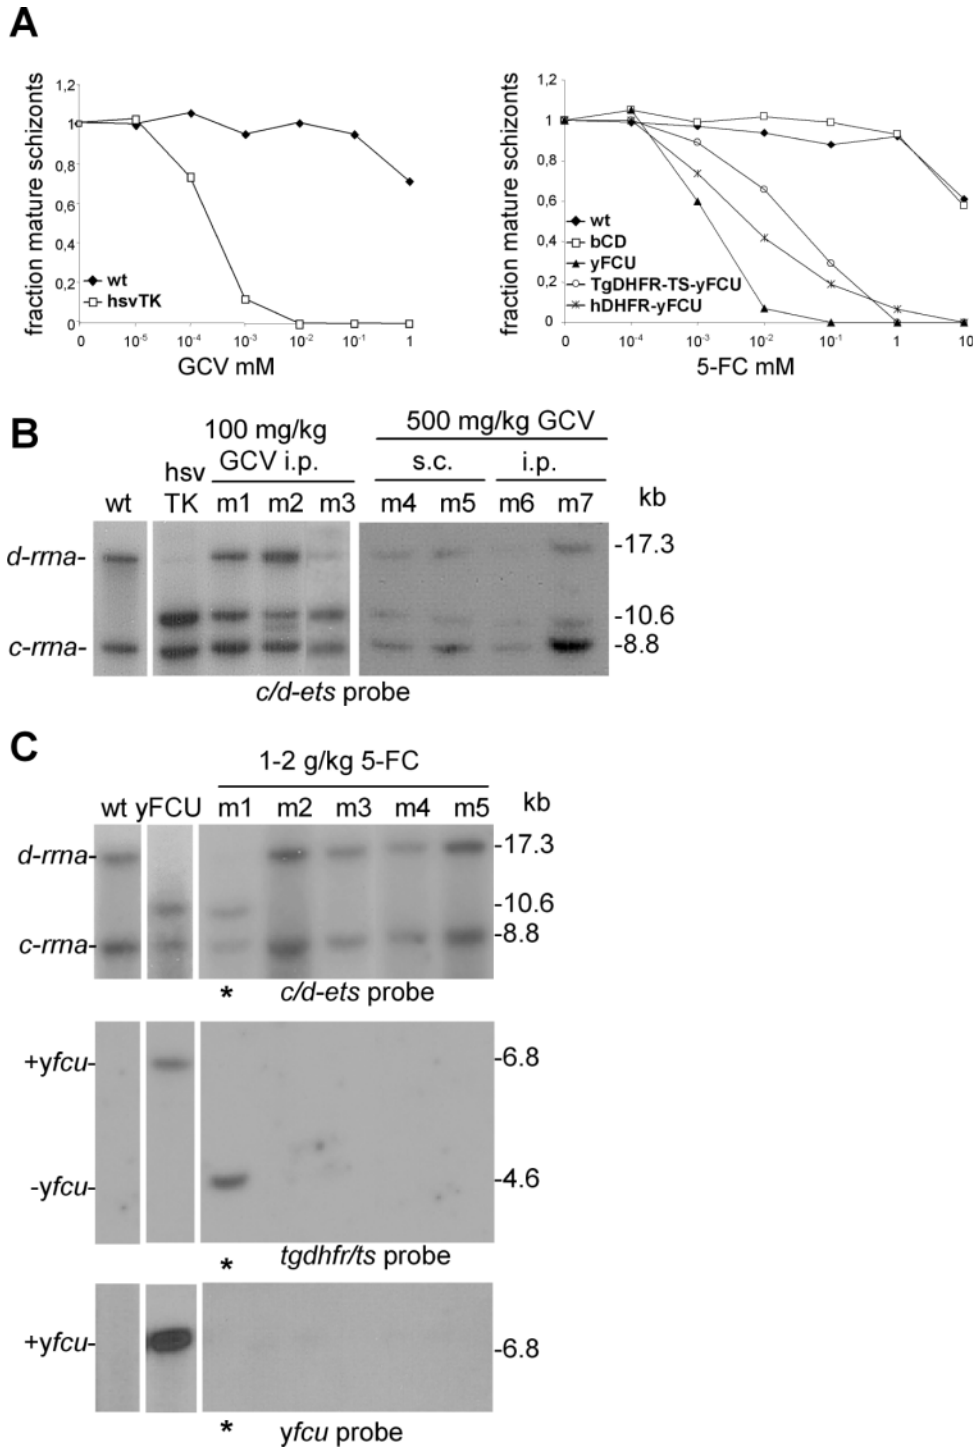 A
fraction mature schizonts
1,2
1
0,8
0,6
0,4
0,2
0
wt
hsvTK
0 10-5 10-4 10-3 10-2 10-1 1
GCV mM
fraction mature schizonts
1,2
1
0,8
0,6
0,4
0,2
0
wt
bCD
yFCU
TgDHFR-TS-yFCU
hDHFR-yFCU
0 10-4 10-3 10-2 10-1 1 10
5-FC mM
B
100 mg/kg
GCV i.p.
500 mg/kg GCV
s.c. i.p.
wt hsv TK m1 m2 m3 m4 m5 m6 m7 kb
d-rrna- -17.3
-10.6
c-rrna- -8.8
c/d-ets probe
C
1-2 g/kg 5-FC
wt yFCU m1 m2 m3 m4 m5 kb
d-rrna- -17.3
-10.6
c-rrna- -8.8
* c/d-ets probe
+yfcu- -6.8
-yfcu- -4.6
* tgdhfr/ts probe
+yfcu- -6.8
* yfcu probe